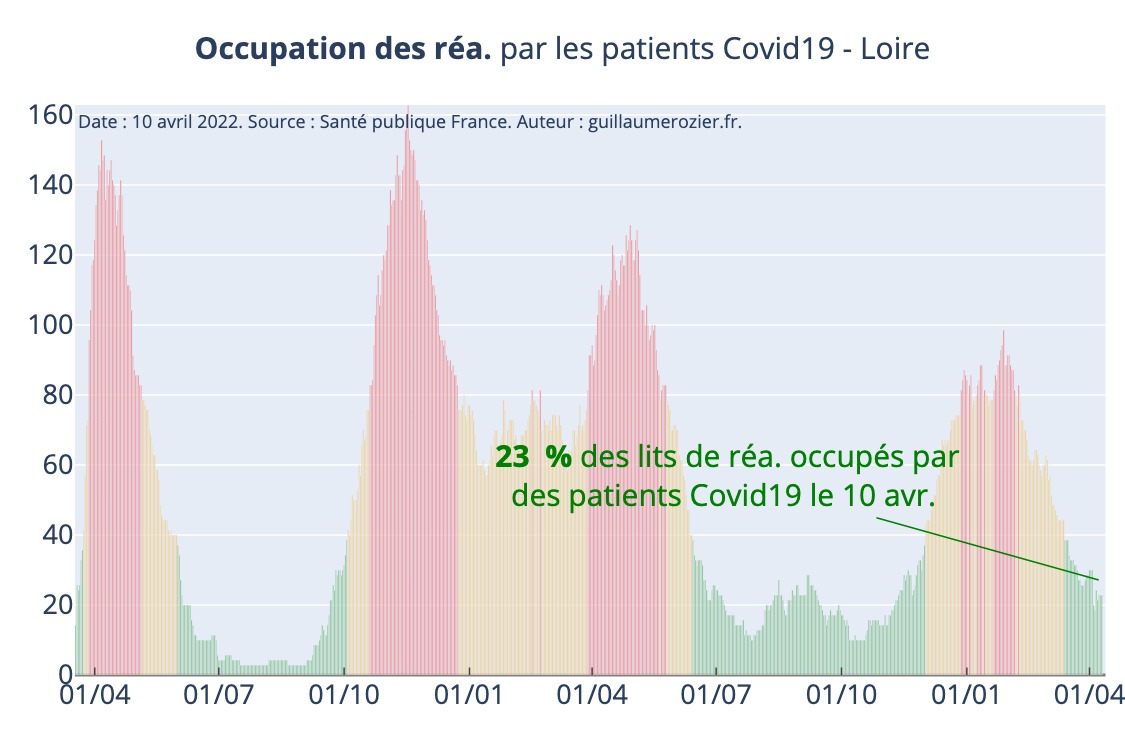 Occupation des réa. par les patients Covid19 - Loire
160
Date : 10 avril 2022. Source : Santé publique France. Auteur : guillaumerozier.fr.
140
120
100
80
60
40
20
0
23 % des lits de réa. occupés par
des patients Covid19 le 10 avr.
01/04 01/07 01/10 01/01 01/04 01/07 01/10 01/01 01/04